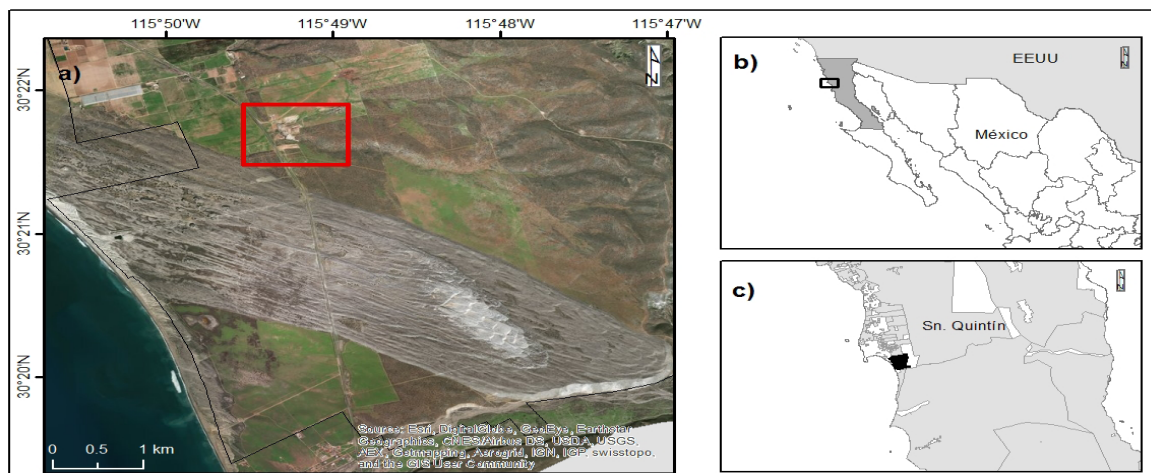 115°50'W 115°49'W 115°48'W 115°47'W
a)
N
30°22'N
30°21'N
30°20'N
0 0.5 1 km
Source: Esri, DigitalGlobe, GeoEye, Earthstar
Geographics, CNES/Airbus DS, USDA, USGS,
AEX, Getmapping, Aerogrid, IGN, IGP, swisstopo,
and the GIS User Community
b)
EEUU
N
México
c)
N
Sn. Quintín